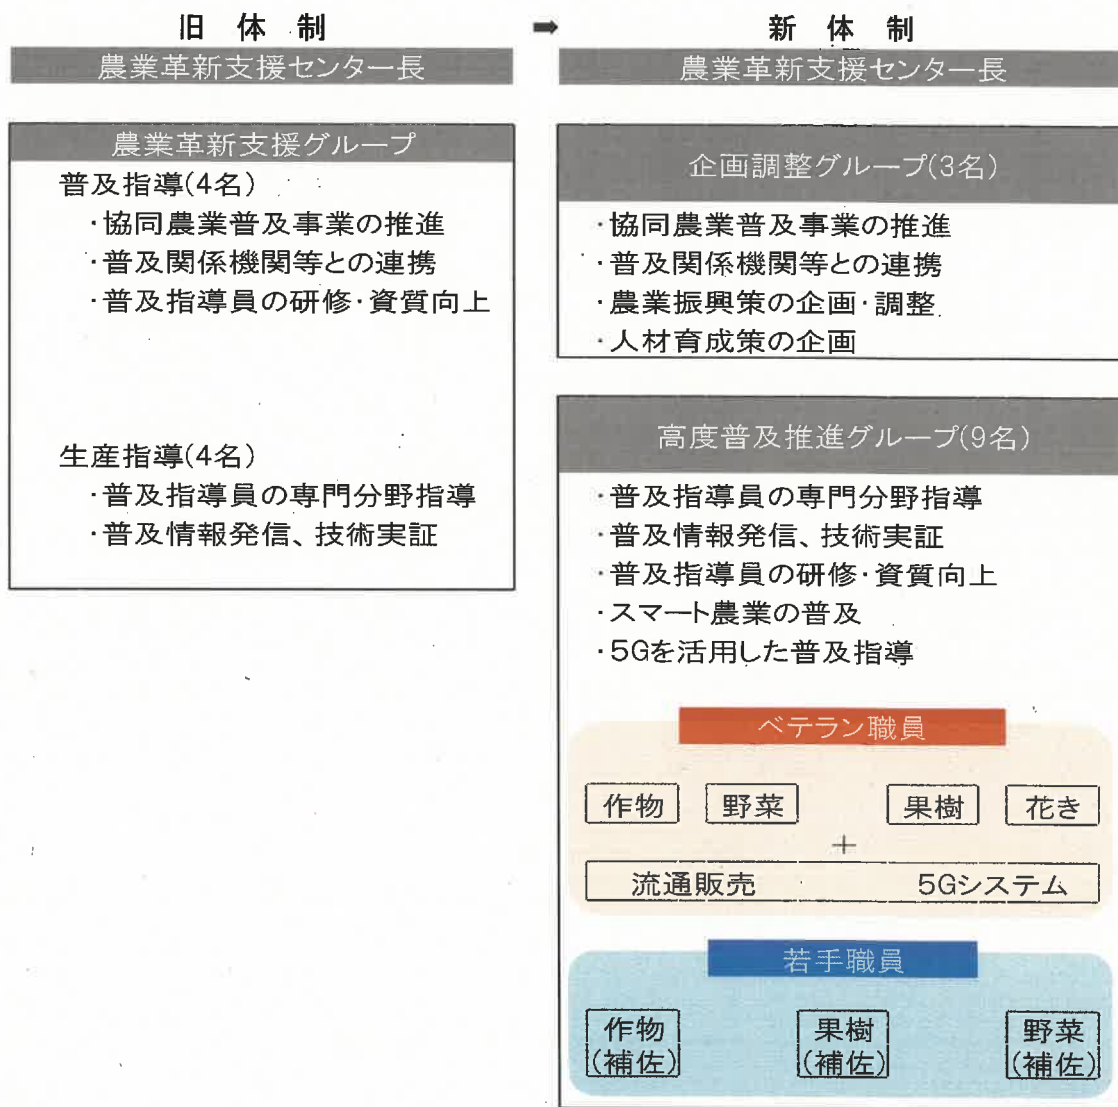 旧 体 制
農業革新支援センター長
農業革新支援グループ
普及指導(4名)
・協同農業普及事業の推進
・普及関係機関等との連携
・普及指導員の研修・資質向上
生産指導(4名)
・普及指導員の専門分野指導
・普及情報発信、技術実証
➡
新 体 制
農業革新支援センター長
企画調整グループ(3名)
・協同農業普及事業の推進
・普及関係機関等との連携
・農業振興策の企画・調整
・人材育成策の企画
高度普及推進グループ(9名)
・普及指導員の専門分野指導
・普及情報発信、技術実証
・普及指導員の研修・資質向上
・スマート農業の普及
・5Gを活用した普及指導
ベテラン職員
作物 野菜 果樹 花き
+
流通販売 5Gシステム
若手職員
作物 果樹 野菜
(補佐) (補佐) (補佐)